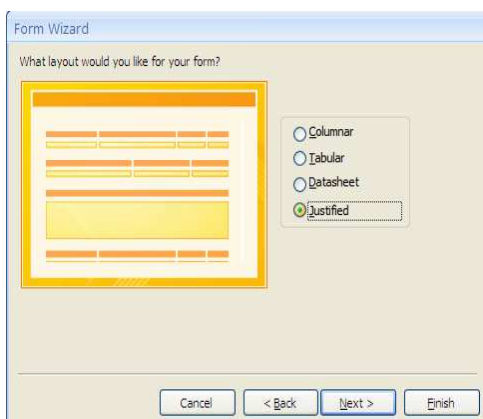 Form Wizard
What layout would you like for your form?
Columnar
Tabular
Datasheet
Justified
Cancel
< Back
Next >
Finish